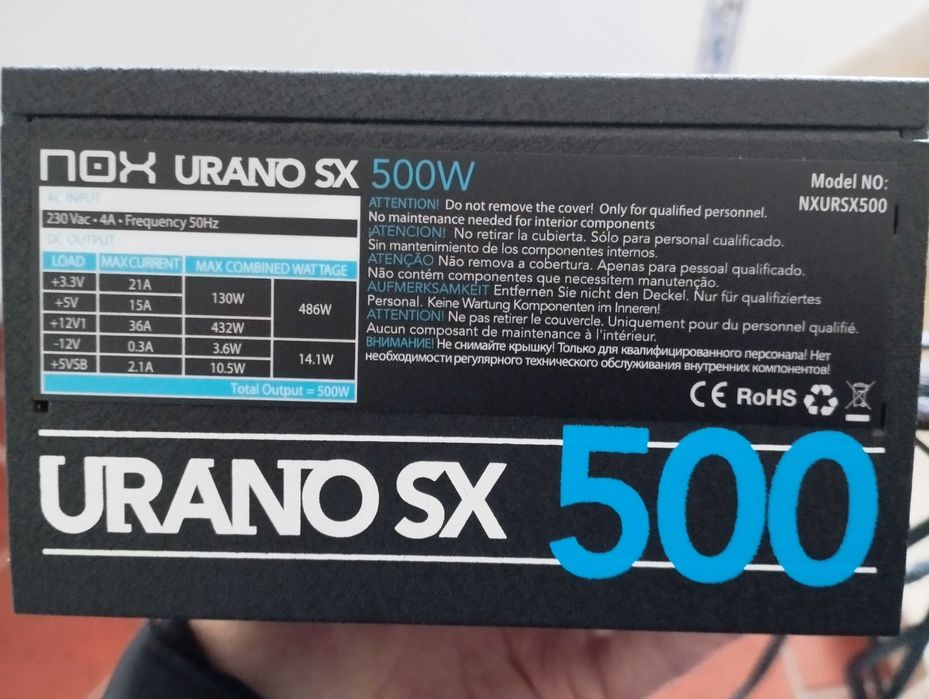 nox URANO SX 500W
Model NO:
NXURSX500
AC INPUT
230 Vac • 4A • Frequency 50Hz
DC OUTPUT
LOAD MAX CURRENT MAX COMBINED WATTAGE
+3.3V 21A 130W 486W
+5V 15A
+12V1 36A 432W
-12V 0.3A 3.6W 14.1W
+5VSB 2.1A 10.5W
Total Output = 500W
ATTENTION! Do not remove the cover! Only for qualified personnel.
No maintenance needed for interior components
¡ATENCION! No retirar la cubierta. Sólo para personal cualificado.
Sin mantenimiento de los componentes internos.
ATENÇÃO Não remova a cobertura. Apenas para pessoal qualificado.
Não contém componentes que necessitem manutenção.
AUFMERKSAMKEIT Entfernen Sie nicht den Deckel. Nur für qualifiziertes
Personal. Keine Wartung Komponenten im Inneren!
ATTENTION! Ne pas retirer le couvercle. Uniquement pour du personnel qualifié.
Aucun composant de maintenance à l'intérieur.
ВНИМАНИЕ! Не снимайте крышку! Только для квалифицированного персонала! Нет
необходимости регулярного технического обслуживания внутренних компонентов!
CE RoHS
URANO SX 500